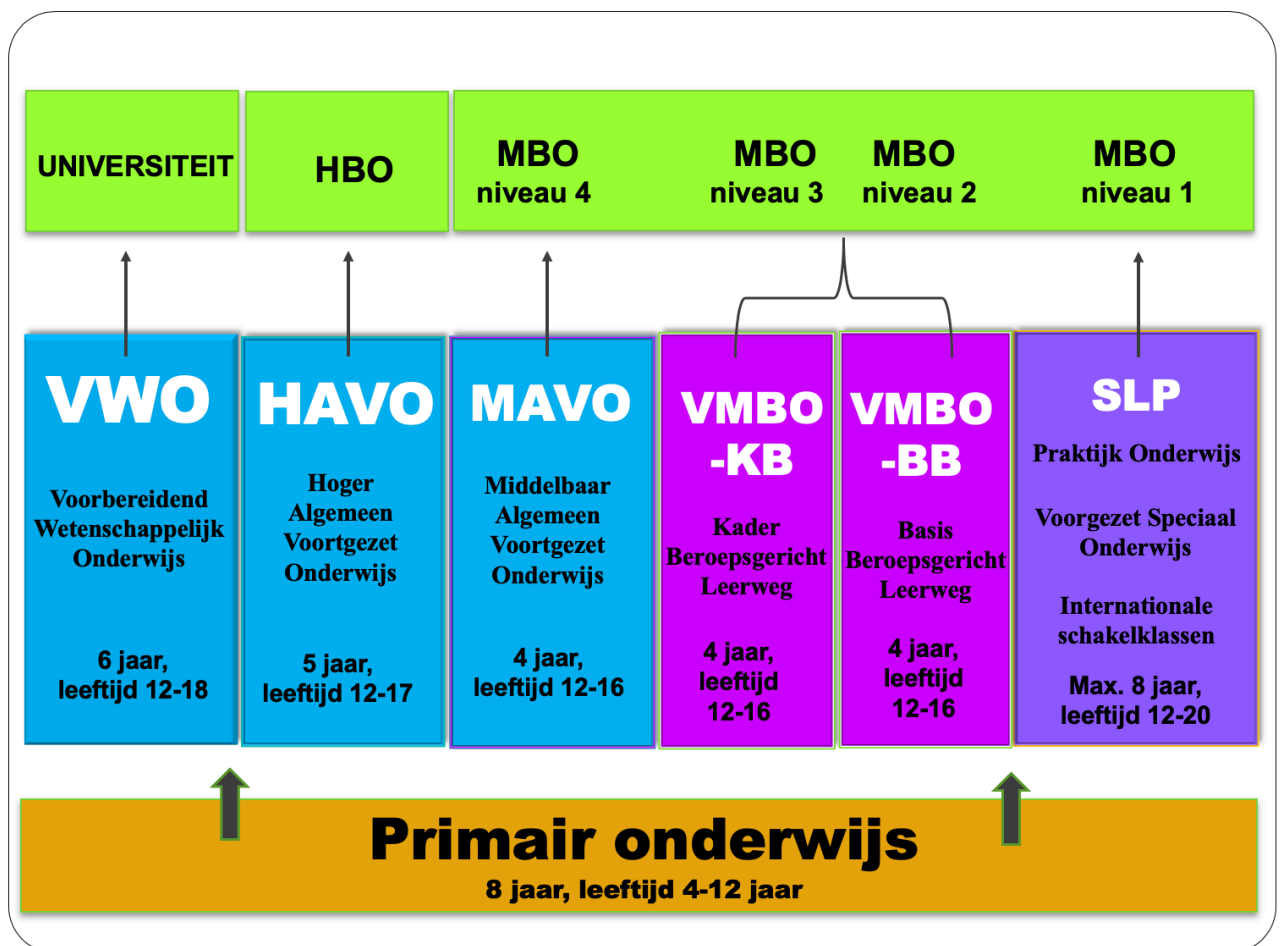 UNIVERSITEIT
HBO
MBO
niveau 4
MBO
niveau 3
MBO
niveau 2
MBO
niveau 1
VWO
Voorbereidend
Wetenschappelijk
Onderwijs
6 jaar,
leeftijd 12-18
HAVO
Hoger
Algemeen
Voortgezet
Onderwijs
5 jaar,
leeftijd 12-17
MAVO
Middelbaar
Algemeen
Voortgezet
Onderwijs
4 jaar,
leeftijd 12-16
VMBO
-KB
Kader
Beroepsgericht
Leerweg
4 jaar,
leeftijd
12-16
VMBO
-BB
Basis
Beroepsgericht
Leerweg
4 jaar,
leeftijd
12-16
SLP
Praktijk Onderwijs
Voorgezet Speciaal
Onderwijs
Internationale
schakelklassen
Max. 8 jaar,
leeftijd 12-20
Primair onderwijs
8 jaar, leeftijd 4-12 jaar